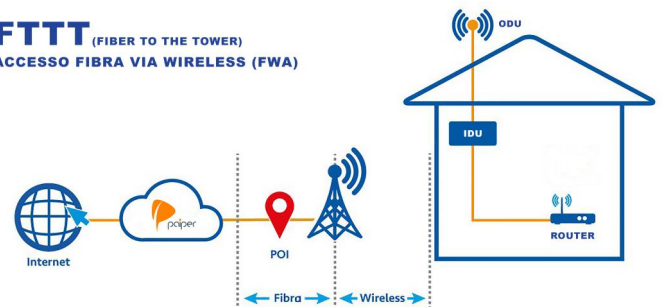 FTTT (FIBER TO THE TOWER)
ACCESSO FIBRA VIA WIRELESS (FWA)
ODU
IDU
paiper
ROUTER
POI
Internet
Fibra
Wireless